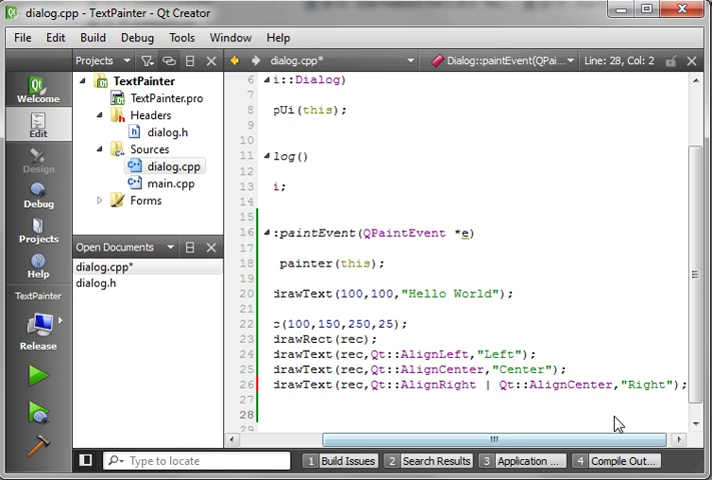 dialog.cpp - TextPainter - Qt Creator
File Edit Build Debug Tools Window Help
Projects dialog.cpp* Dialog::paintEvent(QPai... Line: 28, Col: 2
Welcome
Edit
Design
Debug
Projects
Help
TextPainter
Release
TextPainter
TextPainter.pro
Headers
dialog.h
Sources
dialog.cpp
main.cpp
Forms
Open Documents
dialog.cpp*
dialog.h
6 i::Dialog)
7
8 pUi(this);
9
10
11 log()
12
13 i;
14
15
16 :paintEvent(QPaintEvent *e)
17
18 painter(this);
19
20 drawText(100,100,"Hello World");
21
22 c(100,150,250,25);
23 drawRect(rec);
24 drawText(rec,Qt::AlignLeft,"Left");
25 drawText(rec,Qt::AlignCenter,"Center");
26 drawText(rec,Qt::AlignRight | Qt::AlignCenter,"Right");
27
28
29
Type to locate 1 Build Issues 2 Search Results 3 Application ... 4 Compile Out...